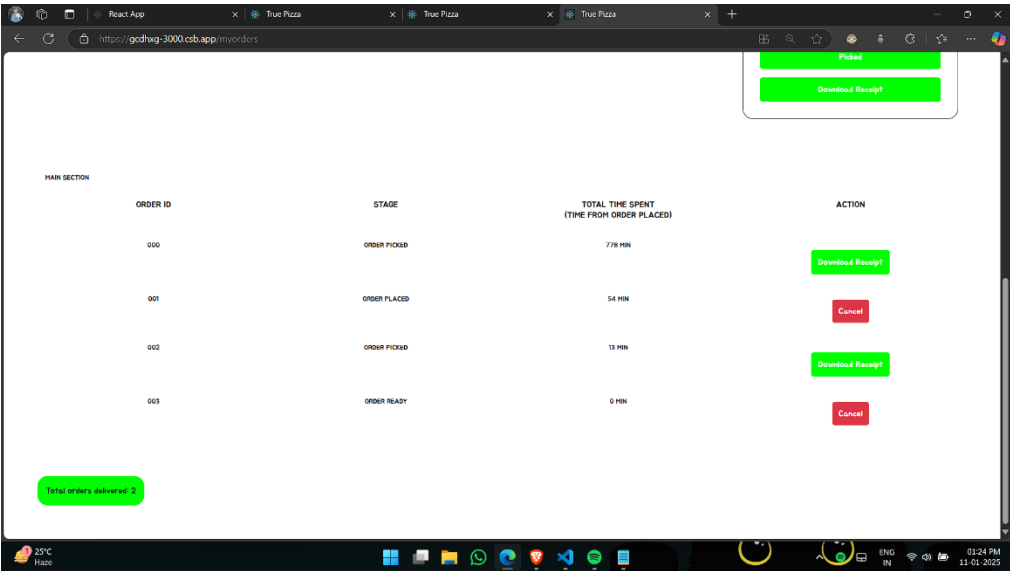 React App
True Pizza
True Pizza
True Pizza
https://gcdhxg-3000.csb.app/myorders
Picked
Download Receipt
MAIN SECTION
ORDER ID STAGE TOTAL TIME SPENT ACTION
(TIME FROM ORDER PLACED)
000 ORDER PICKED 778 MIN
Download Receipt
001 ORDER PLACED 54 MIN
Cancel
002 ORDER PICKED 13 MIN
Download Receipt
003 ORDER READY 0 MIN
Cancel
Total orders delivered: 2
1
25°C
Haze
ENG
IN
01:24 PM
11-01-2025